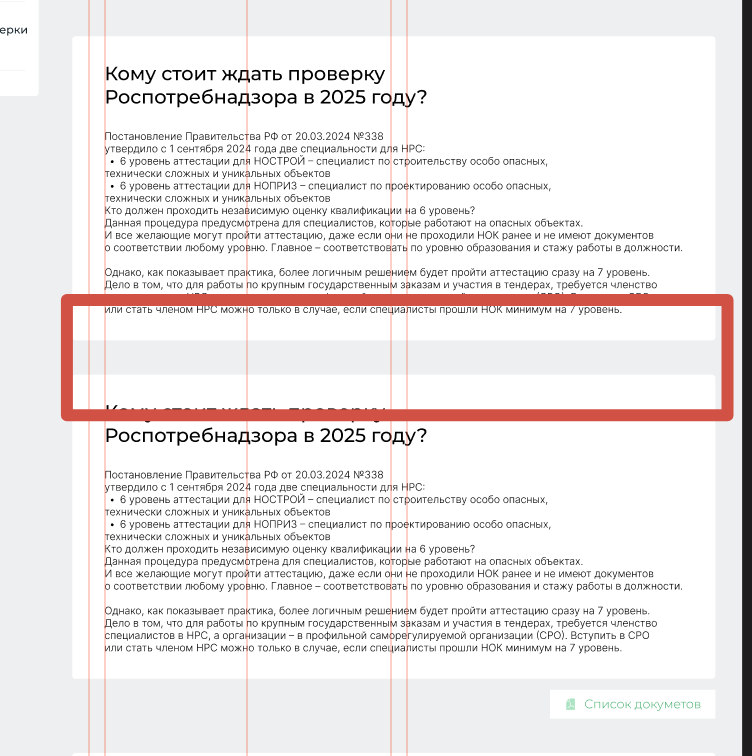 ерки
Кому стоит ждать проверку
Роспотребнадзора в 2025 году?
Постановление Правительства РФ от 20.03.2024 №338
утвердило с 1 сентября 2024 года две специальности для НРС:
• 6 уровень аттестации для НОСТРОЙ – специалист по строительству особо опасных,
технически сложных и уникальных объектов
• 6 уровень аттестации для НОПРИЗ – специалист по проектированию особо опасных,
технически сложных и уникальных объектов
Кто должен проходить независимую оценку квалификации на 6 уровень?
Данная процедура предусмотрена для специалистов, которые работают на опасных объектах.
И все желающие могут пройти аттестацию, даже если они не проходили НОК ранее и не имеют документов
о соответствии любому уровню. Главное – соответствовать по уровню образования и стажу работы в должности.
Однако, как показывает практика, более логичным решением будет пройти аттестацию сразу на 7 уровень.
Дело в том, что для работы по крупным государственным заказам и участия в тендерах, требуется членство
или стать членом НРС можно только в случае, если специалисты прошли НОК минимум на 7 уровень.
Кому стоит ждать проверку
Роспотребнадзора в 2025 году?
Постановление Правительства РФ от 20.03.2024 №338
утвердило с 1 сентября 2024 года две специальности для НРС:
• 6 уровень аттестации для НОСТРОЙ – специалист по строительству особо опасных,
технически сложных и уникальных объектов
• 6 уровень аттестации для НОПРИЗ – специалист по проектированию особо опасных,
технически сложных и уникальных объектов
Кто должен проходить независимую оценку квалификации на 6 уровень?
Данная процедура предусмотрена для специалистов, которые работают на опасных объектах.
И все желающие могут пройти аттестацию, даже если они не проходили НОК ранее и не имеют документов
о соответствии любому уровню. Главное – соответствовать по уровню образования и стажу работы в должности.
Однако, как показывает практика, более логичным решением будет пройти аттестацию сразу на 7 уровень.
Дело в том, что для работы по крупным государственным заказам и участия в тендерах, требуется членство
специалистов в НРС, а организации – в профильной саморегулируемой организации (СРО). Вступить в СРО
или стать членом НРС можно только в случае, если специалисты прошли НОК минимум на 7 уровень.
Список докуметов